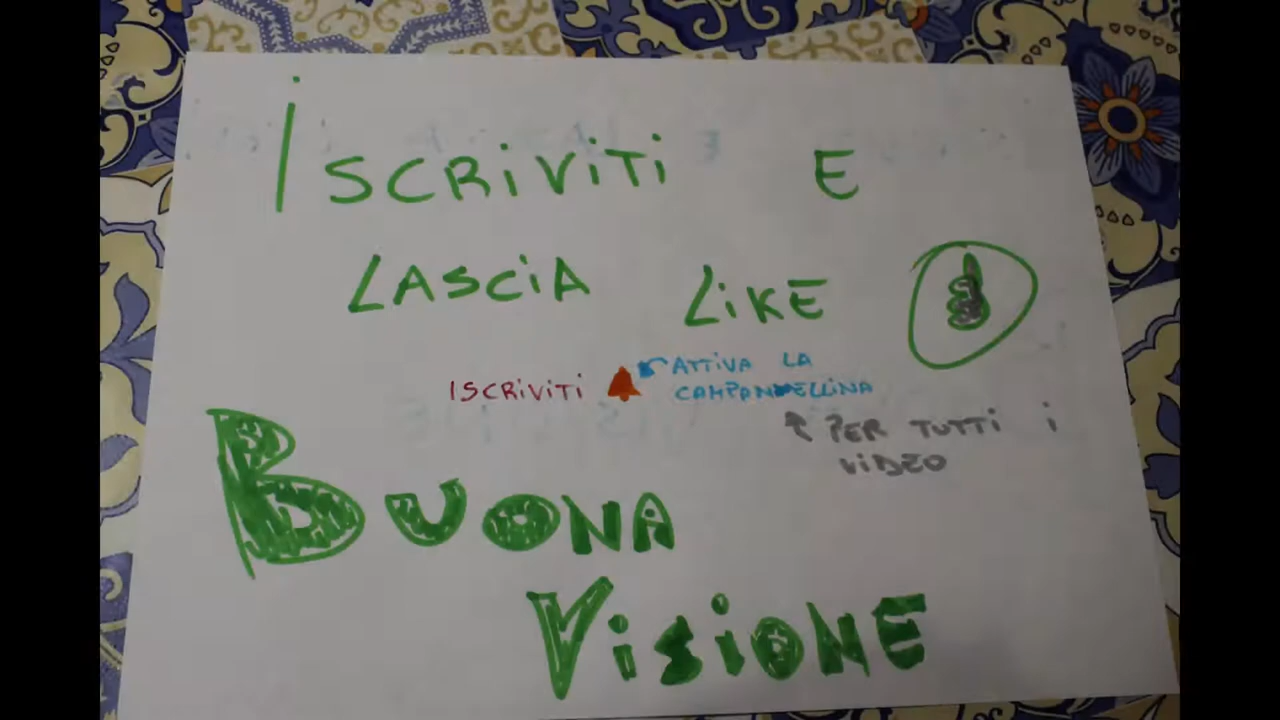 Iscriviti e
lascia like
Iscriviti
Attiva la
campanellina
per tutti i
video
Buona
Visione